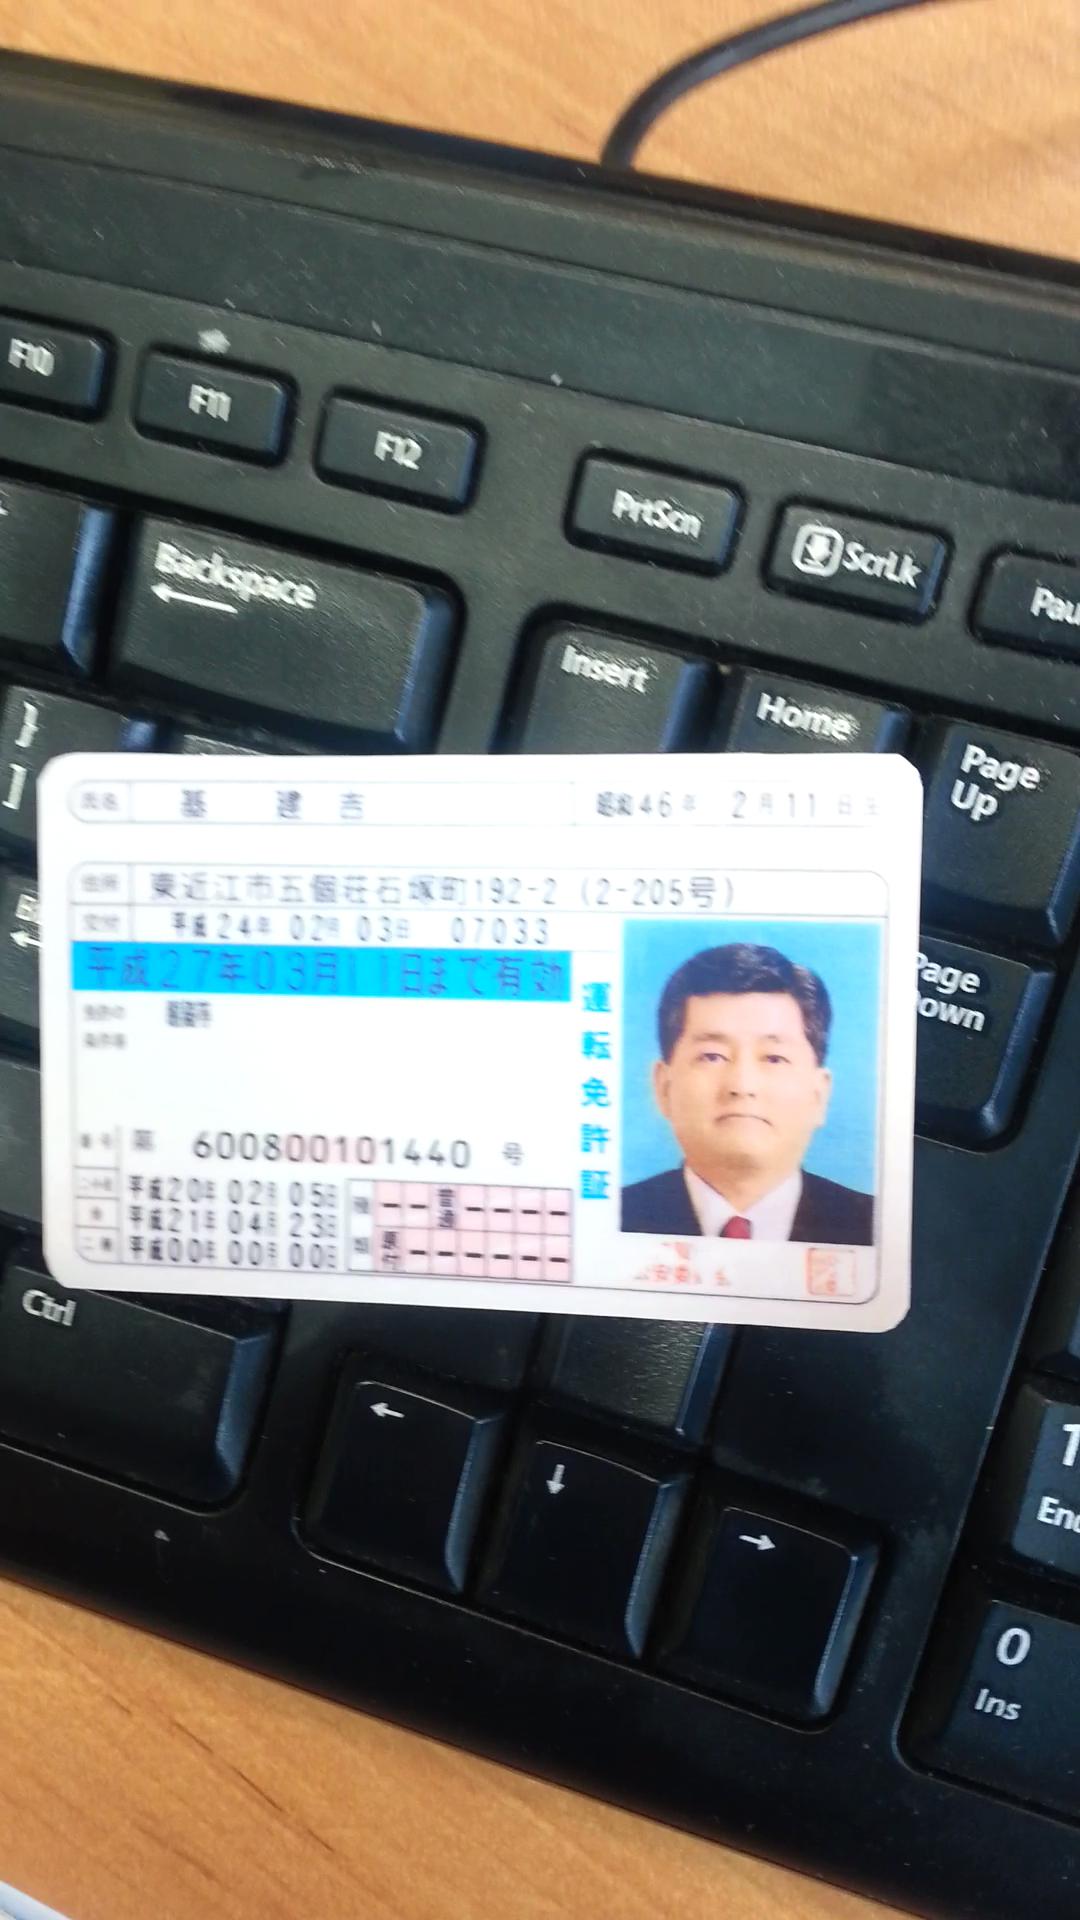 F10
F11
F12
PrtScn
ScrLk
Pau
Backspace
Insert
Home
Page
Up
}
]
氏名 基 建吉 昭和46年 2月11日生
住所 東近江市五個荘石塚町192-2 (2-205号)
交付 平成24年02月03日 07033
平成27年03月11日まで有効
免許の
条件等
運転免許証
番号 第 600800101440 号
平成20年02月05日
他 平成21年04月23日
二種 平成00年00月00日
種類
普通
原付
Page
Down
Ctrl
←
↓
→
1
End
0
Ins